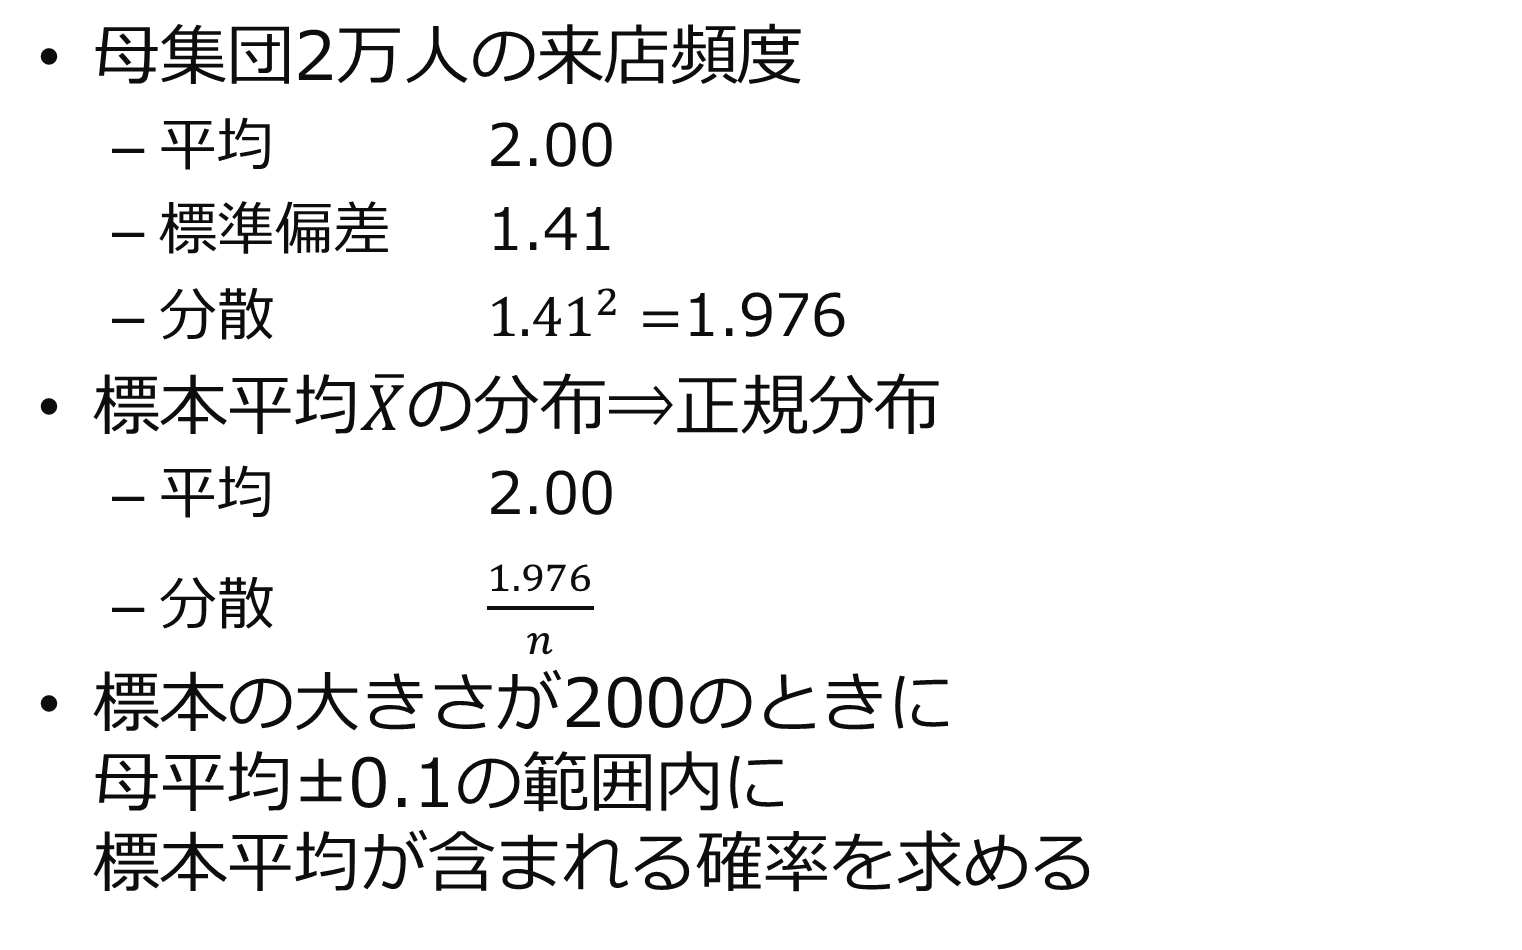 • 母集団2万人の来店頻度
– 平均 2.00
– 標準偏差 1.41
– 分散 1.41² =1.976
• 標本平均X̄の分布⇒正規分布
– 平均 2.00
– 分散 1.976/n
• 標本の大きさが200のときに
母平均±0.1の範囲内に
標本平均が含まれる確率を求める